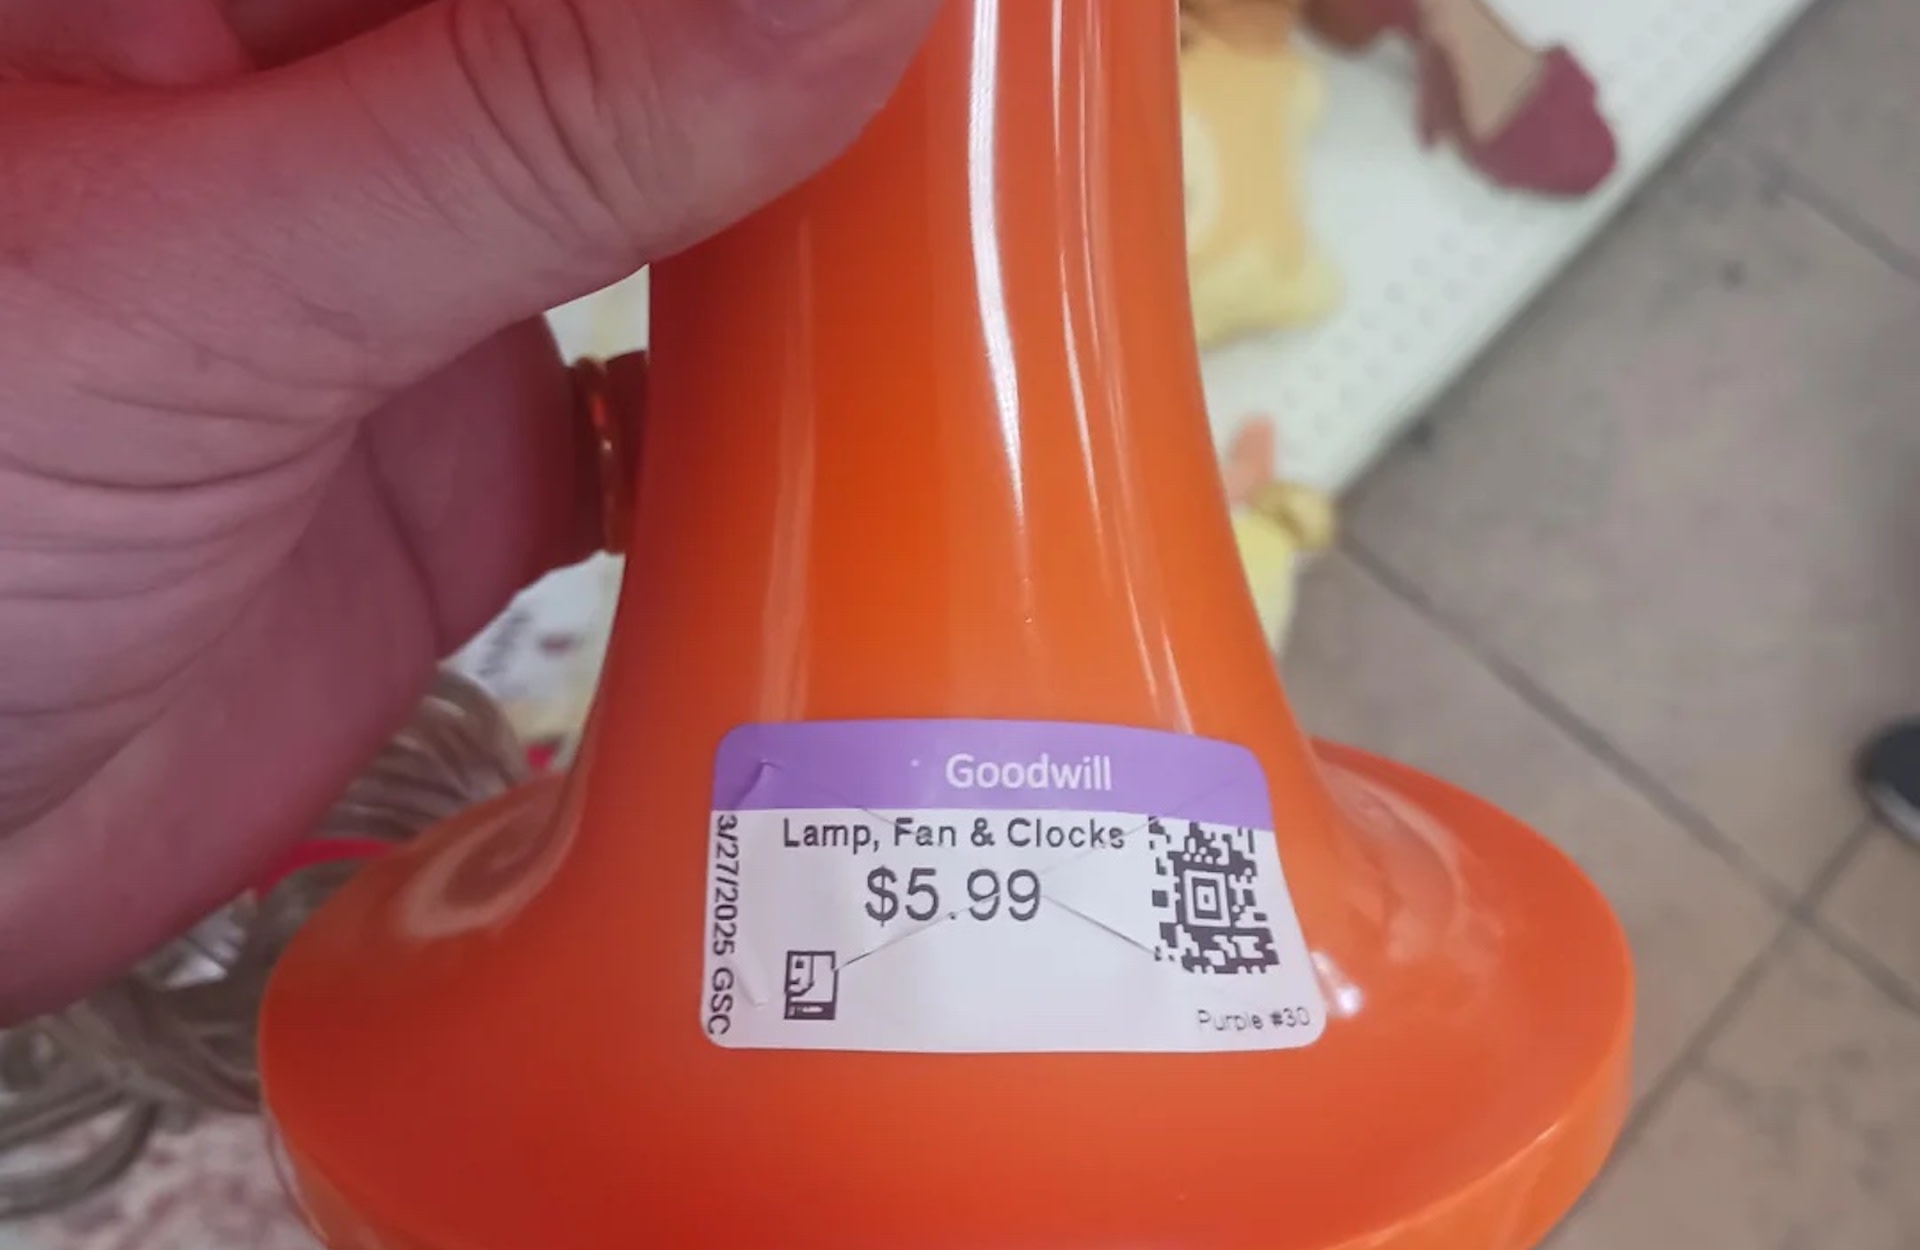 Goodwill
Lamp, Fan & Clocks
$5.99
3/27/2025 GSC
Purple #30